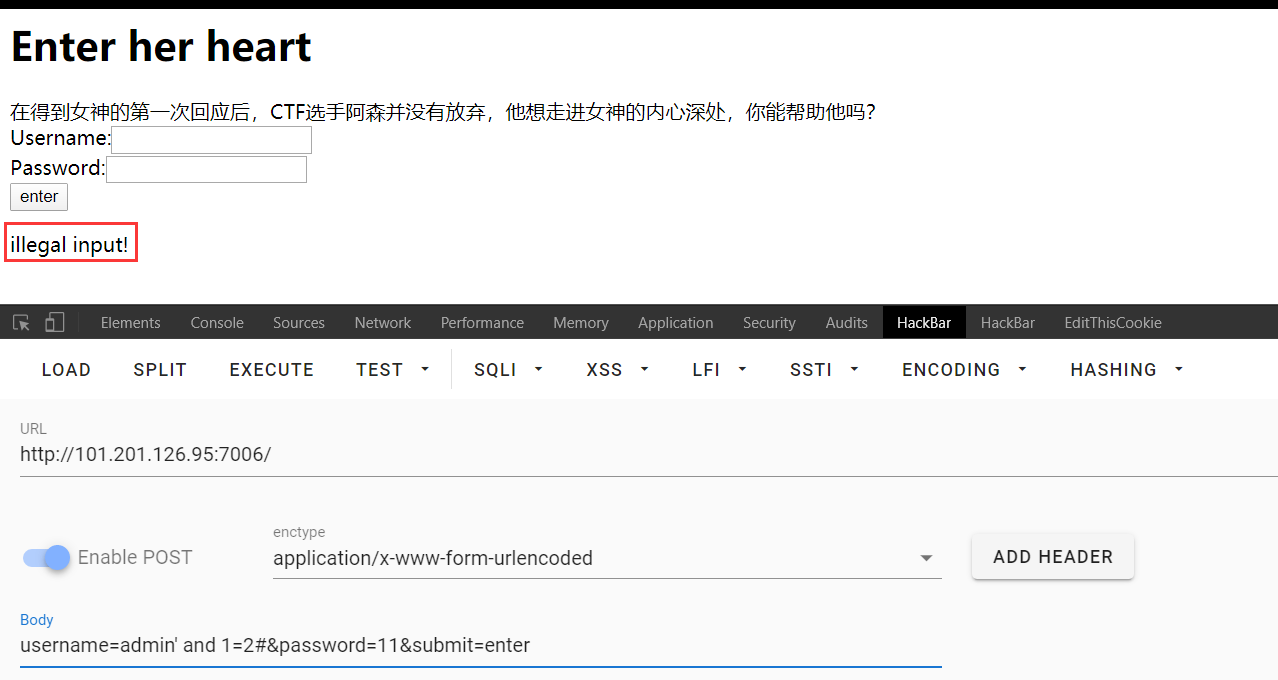 Enter her heart
在得到女神的第一次回应后，CTF选手阿森并没有放弃，他想走进女神的内心深处，你能帮助他吗？
Username:
Password:
enter
illegal input!
Elements Console Sources Network Performance Memory Application Security Audits HackBar HackBar EditThisCookie
LOAD SPLIT EXECUTE TEST SQLI XSS LFI SSTI ENCODING HASHING
URL
http://101.201.126.95:7006/
enctype
Enable POST application/x-www-form-urlencoded ADD HEADER
Body
username=admin' and 1=2#&password=11&submit=enter